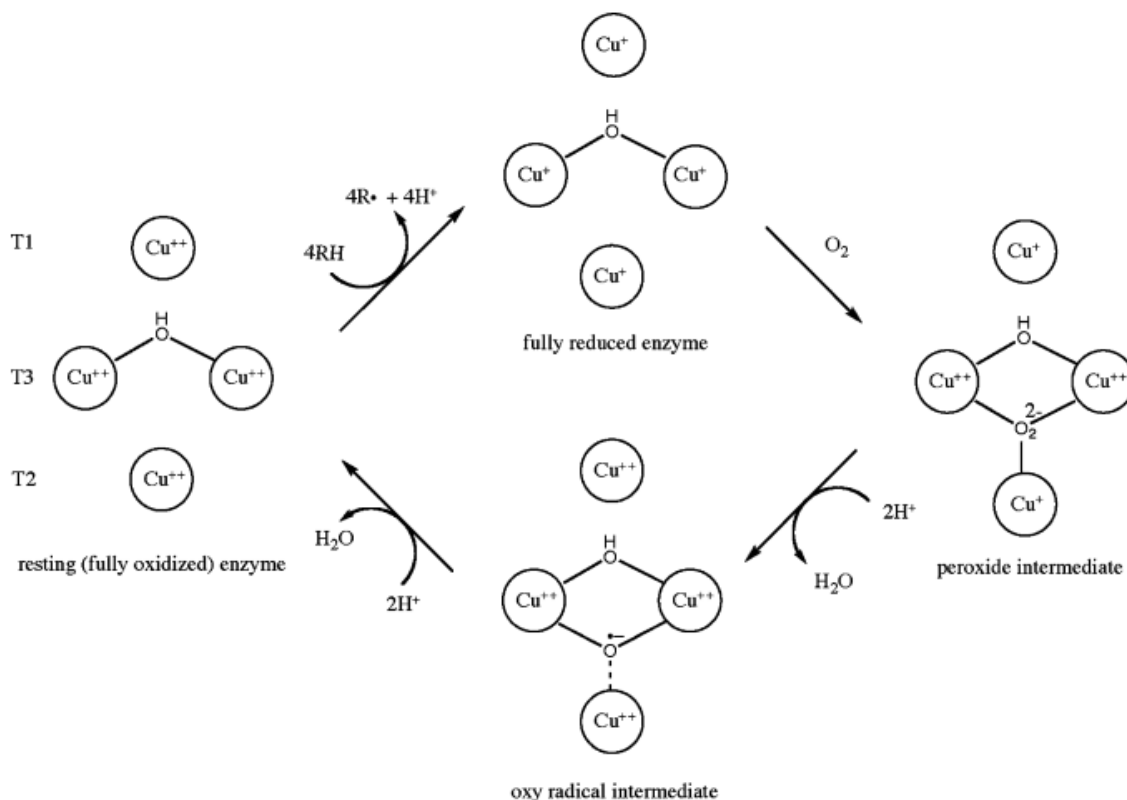 Cu⁺
H
O
Cu⁺ Cu⁺
Cu⁺
fully reduced enzyme
4R• + 4H⁺
4RH
O₂
T1
Cu⁺⁺
H
O
T3
Cu⁺⁺ Cu⁺⁺
T2
Cu⁺⁺
resting (fully oxidized) enzyme
Cu⁺
H
O
Cu⁺⁺ Cu⁺⁺
O₂²⁻
Cu⁺
peroxide intermediate
2H⁺
H₂O
Cu⁺⁺
H
O
Cu⁺⁺ Cu⁺⁺
O•−
Cu⁺⁺
oxy radical intermediate
H₂O
2H⁺